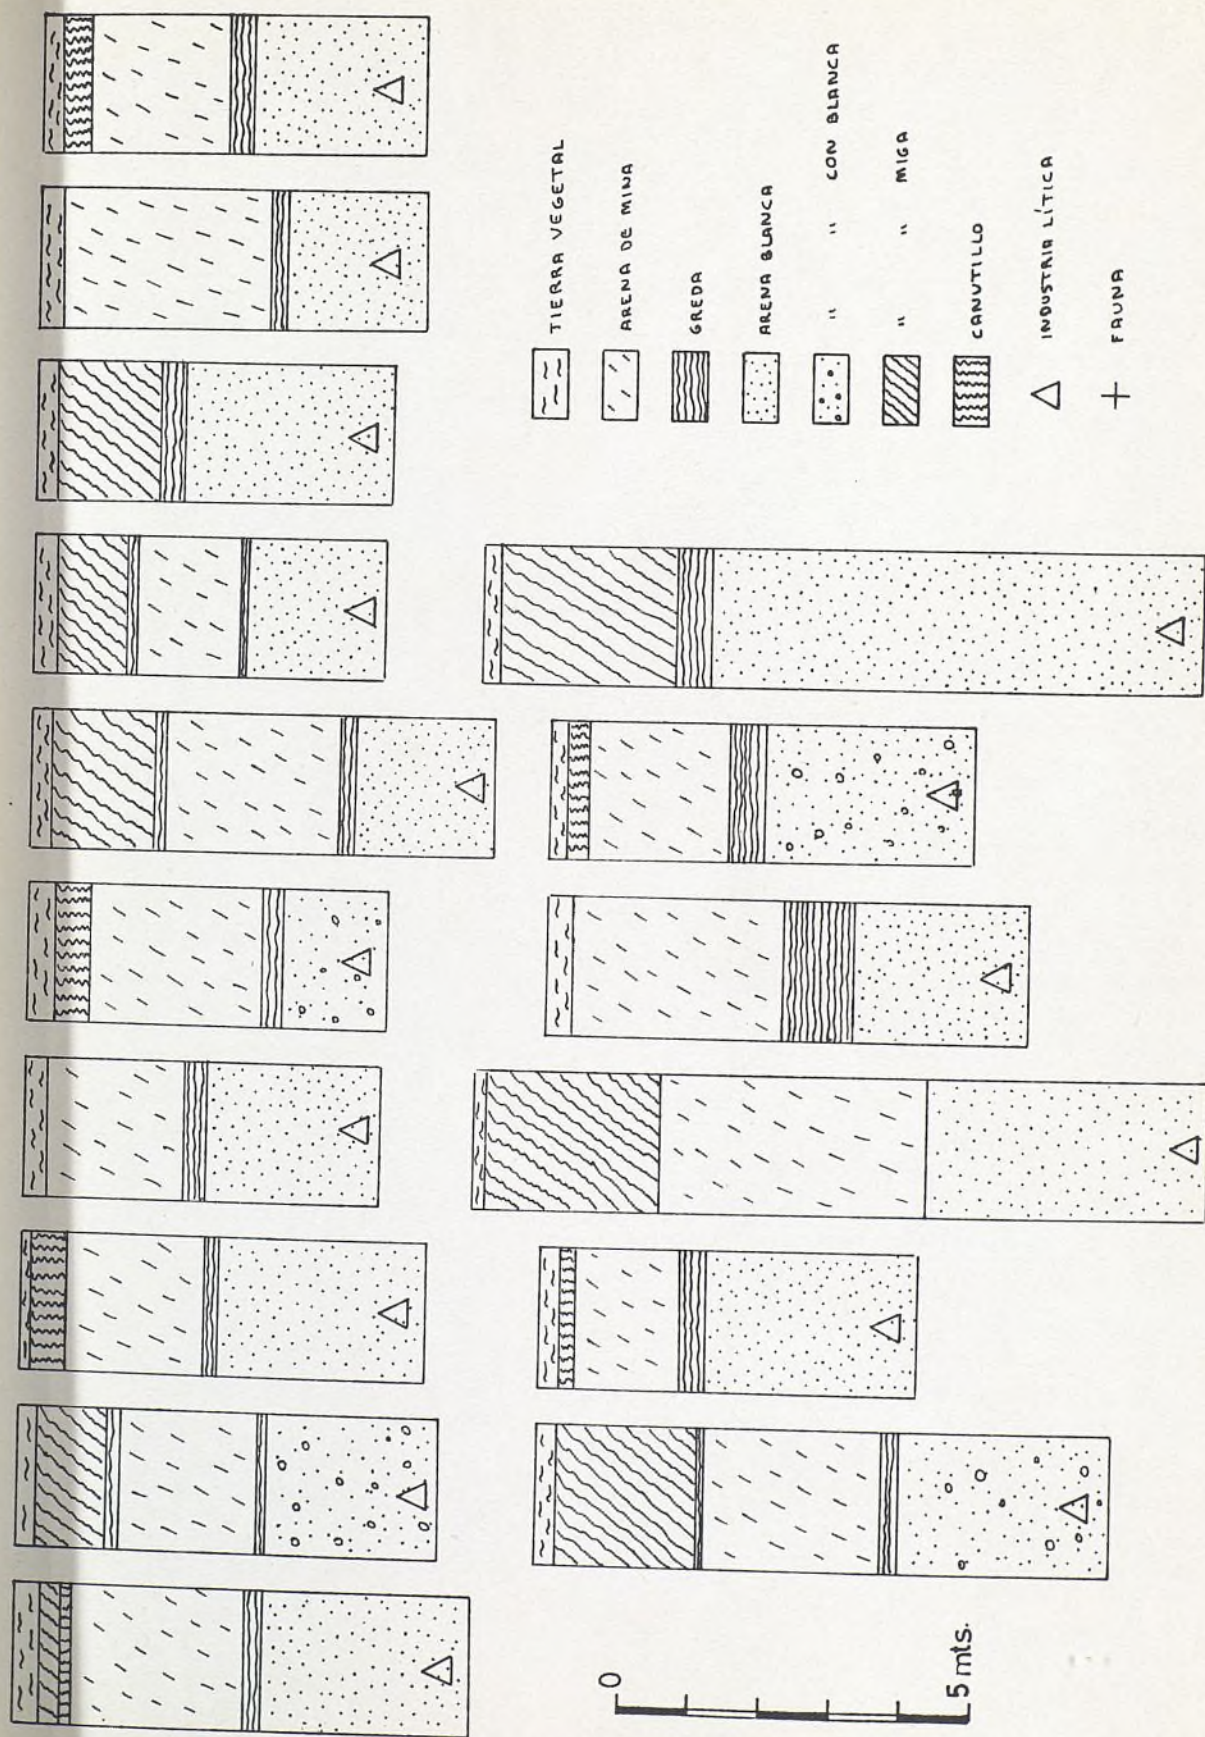 TIERRA VEGETAL
ARENA DE MINA
GREDA
ARENA BLANCA
" " CON BLANCA
" " MIGA
CANUTILLO
INDUSTRIA LÍTICA
FAUNA
0
5 mts.